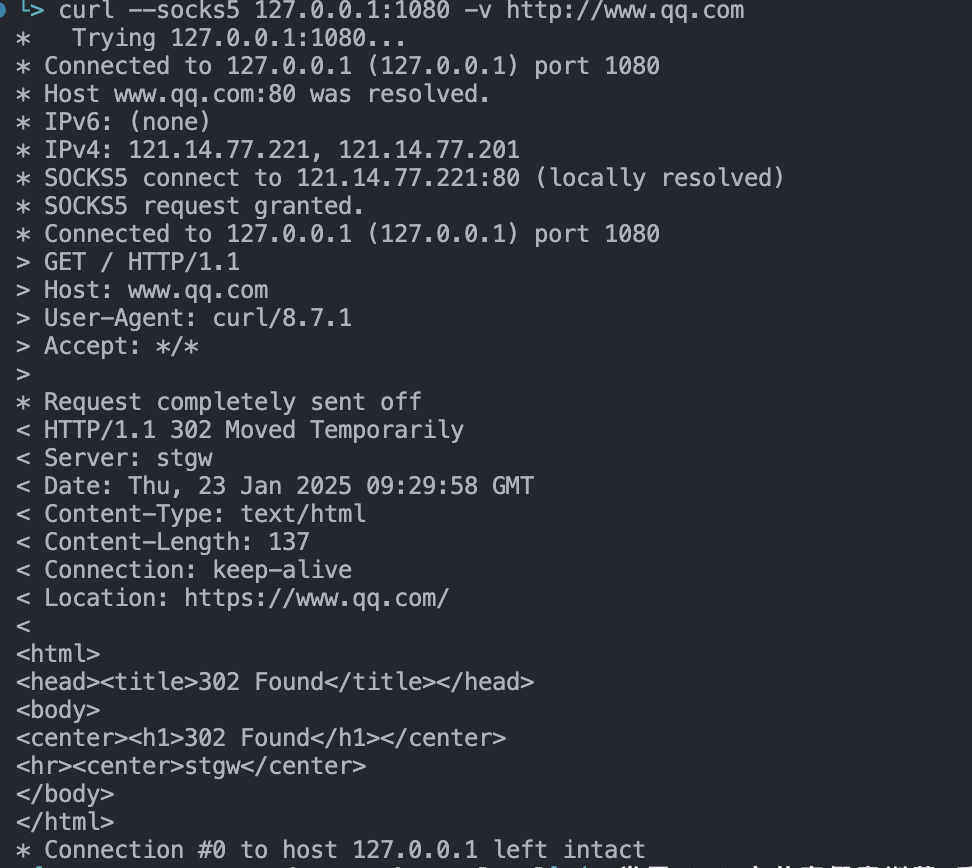 └> curl --socks5 127.0.0.1:1080 -v http://www.qq.com
*   Trying 127.0.0.1:1080...
* Connected to 127.0.0.1 (127.0.0.1) port 1080
* Host www.qq.com:80 was resolved.
* IPv6: (none)
* IPv4: 121.14.77.221, 121.14.77.201
* SOCKS5 connect to 121.14.77.221:80 (locally resolved)
* SOCKS5 request granted.
* Connected to 127.0.0.1 (127.0.0.1) port 1080
> GET / HTTP/1.1
> Host: www.qq.com
> User-Agent: curl/8.7.1
> Accept: */*
>
* Request completely sent off
< HTTP/1.1 302 Moved Temporarily
< Server: stgw
< Date: Thu, 23 Jan 2025 09:29:58 GMT
< Content-Type: text/html
< Content-Length: 137
< Connection: keep-alive
< Location: https://www.qq.com/
<
<html>
<head><title>302 Found</title></head>
<body>
<center><h1>302 Found</h1></center>
<hr><center>stgw</center>
</body>
</html>
* Connection #0 to host 127.0.0.1 left intact